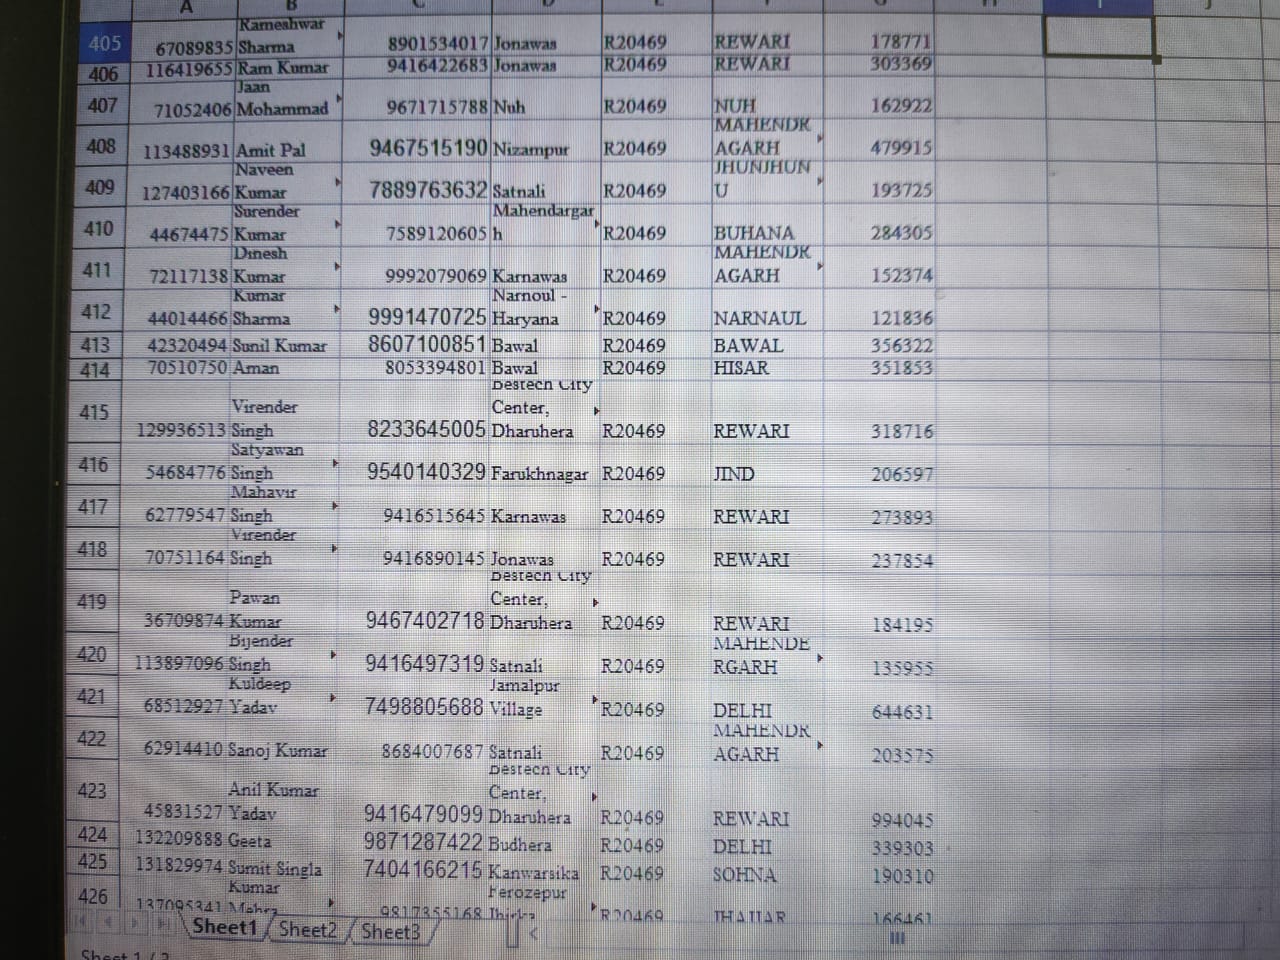 A B C D E F G H I J
405 67089835 Rameshwar Sharma 8901534017 Jonawas R20469 REWARI 178771
406 116419655 Ram Kumar 9416422683 Jonawas R20469 REWARI 303369
407 71052406 Jaan Mohammad 9671715788 Nuh R20469 NUH 162922
408 113488931 Amit Pal 9467515190 Nizampur R20469 MAHENDR AGARH 479915
409 127403166 Naveen Kumar 7889763632 Satnali R20469 JHUNJHUN U 193725
410 44674475 Surender Kumar 7589120605 Mahendargar h R20469 BUHANA 284305
411 72117138 Dinesh Kumar 9992079069 Karnawas R20469 MAHENDR AGARH 152374
412 44014466 Kumar Sharma 9991470725 Narnoul - Haryana R20469 NARNAUL 121836
413 42320494 Sunil Kumar 8607100851 Bawal R20469 BAWAL 356322
414 70510750 Aman 8053394801 Bawal R20469 HISAR 351853
415 129936513 Virender Singh 8233645005 City Center, Dharuhera R20469 REWARI 318716
416 54684776 Satyawan Singh 9540140329 Farukhnagar R20469 JIND 206597
417 62779547 Mahavir Singh 9416515645 Karnawas R20469 REWARI 273893
418 70751164 Virender Singh 9416890145 Jonawas R20469 REWARI 237854
419 36709874 Pawan Kumar 9467402718 City Center, Dharuhera R20469 REWARI 184195
420 113897096 Bijender Singh 9416497319 Satnali R20469 MAHENDE RGARH 135955
421 68512927 Kuldeep Yadav 7498805688 Jamalpur Village R20469 DELHI 644631
422 62914410 Sanoj Kumar 8684007687 Satnali R20469 MAHENDR AGARH 203575
423 45831527 Anil Kumar Yadav 9416479099 City Center, Dharuhera R20469 REWARI 994045
424 132209888 Geeta 9871287422 Budhera R20469 DELHI 339303
425 131829974 Sumit Singla 7404166215 Kanwarsika R20469 SOHNA 190310
426 137095341 Kumar Mehra 9817355168 Ferozepur R20469 JHAJJAR 166461
Sheet1 Sheet2 Sheet3
Sheet 1 / 3